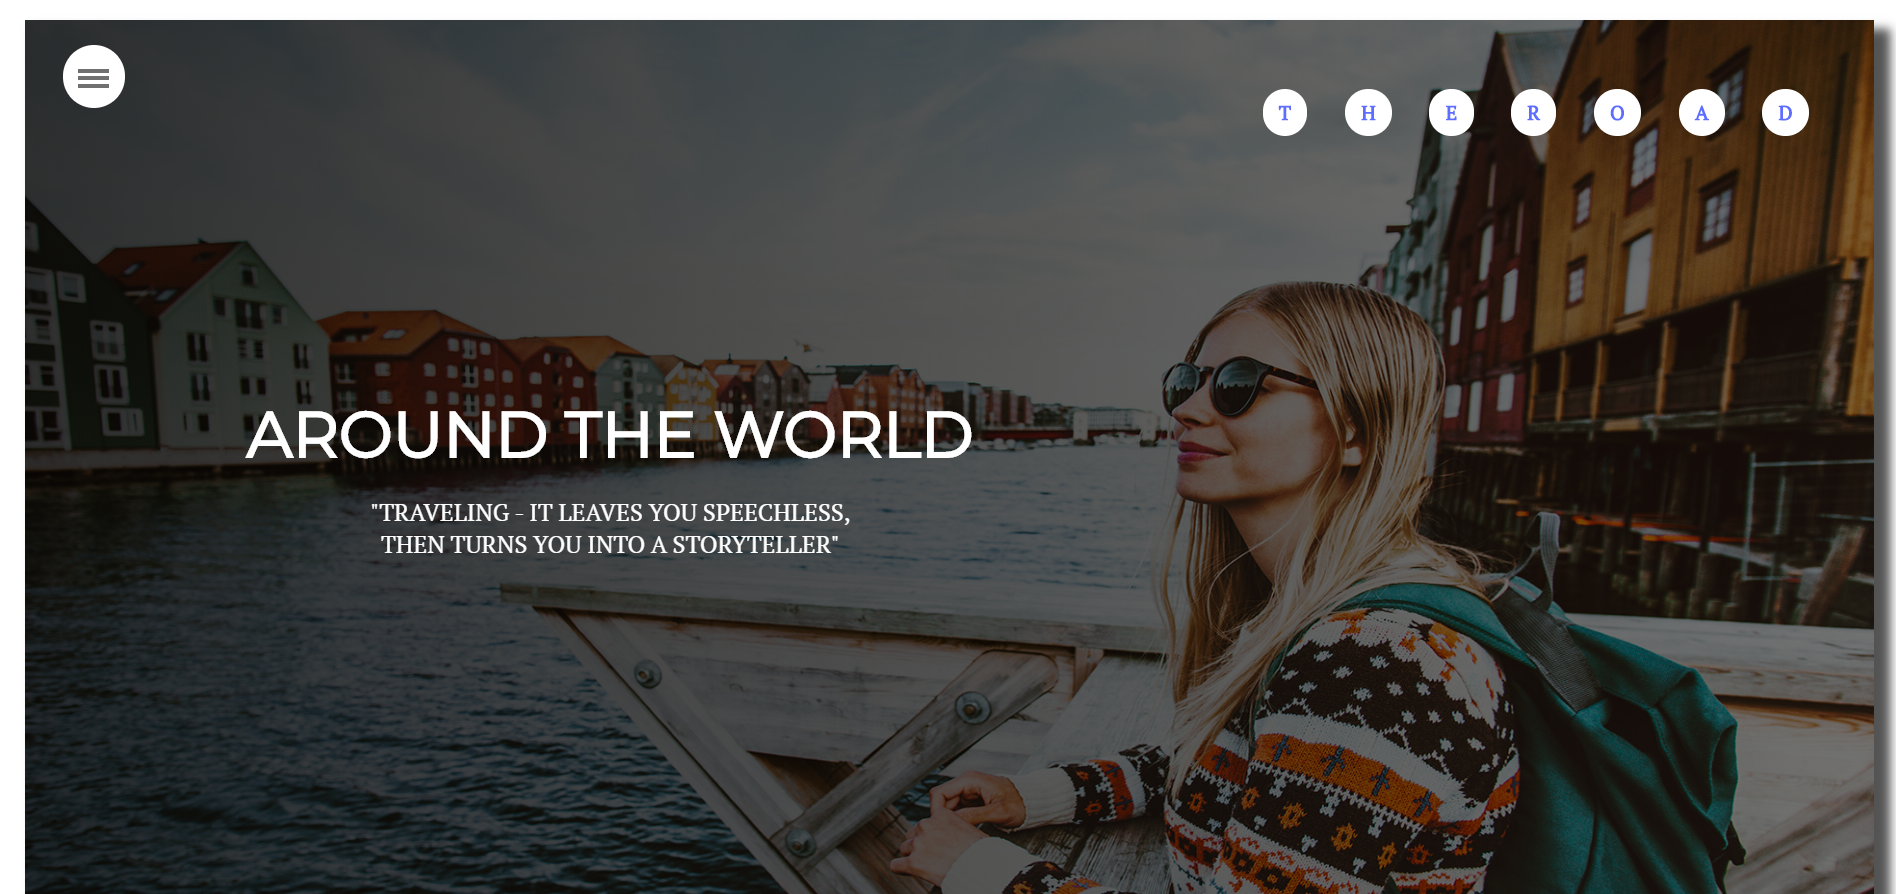 T H E R O A D
AROUND THE WORLD
"TRAVELING - IT LEAVES YOU SPEECHLESS,
THEN TURNS YOU INTO A STORYTELLER"